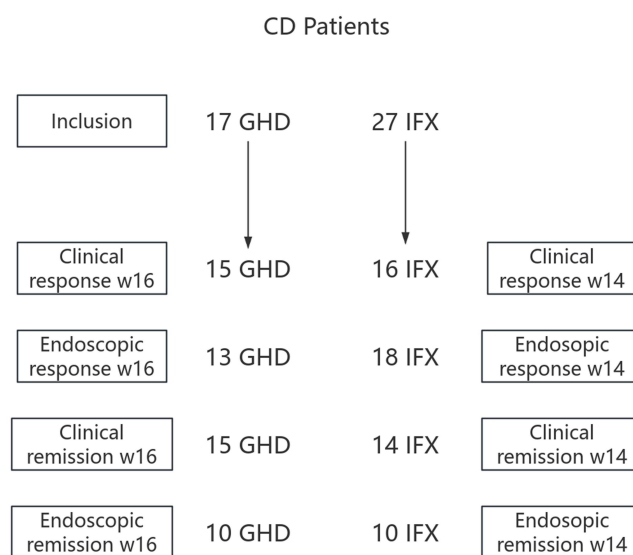 CD Patients
Inclusion 17 GHD 27 IFX
Clinical
response w16 15 GHD 16 IFX Clinical
response w14
Endoscopic
response w16 13 GHD 18 IFX Endosopic
response w14
Clinical
remission w16 15 GHD 14 IFX Clinical
remission w14
Endoscopic
remission w16 10 GHD 10 IFX Endosopic
remission w14